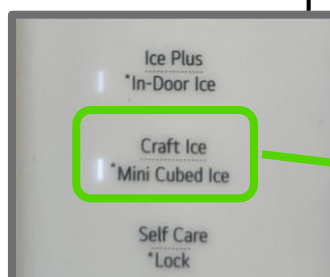 Ice Plus
*In-Door Ice
Craft Ice
*Mini Cubed Ice
Self Care
*Lock